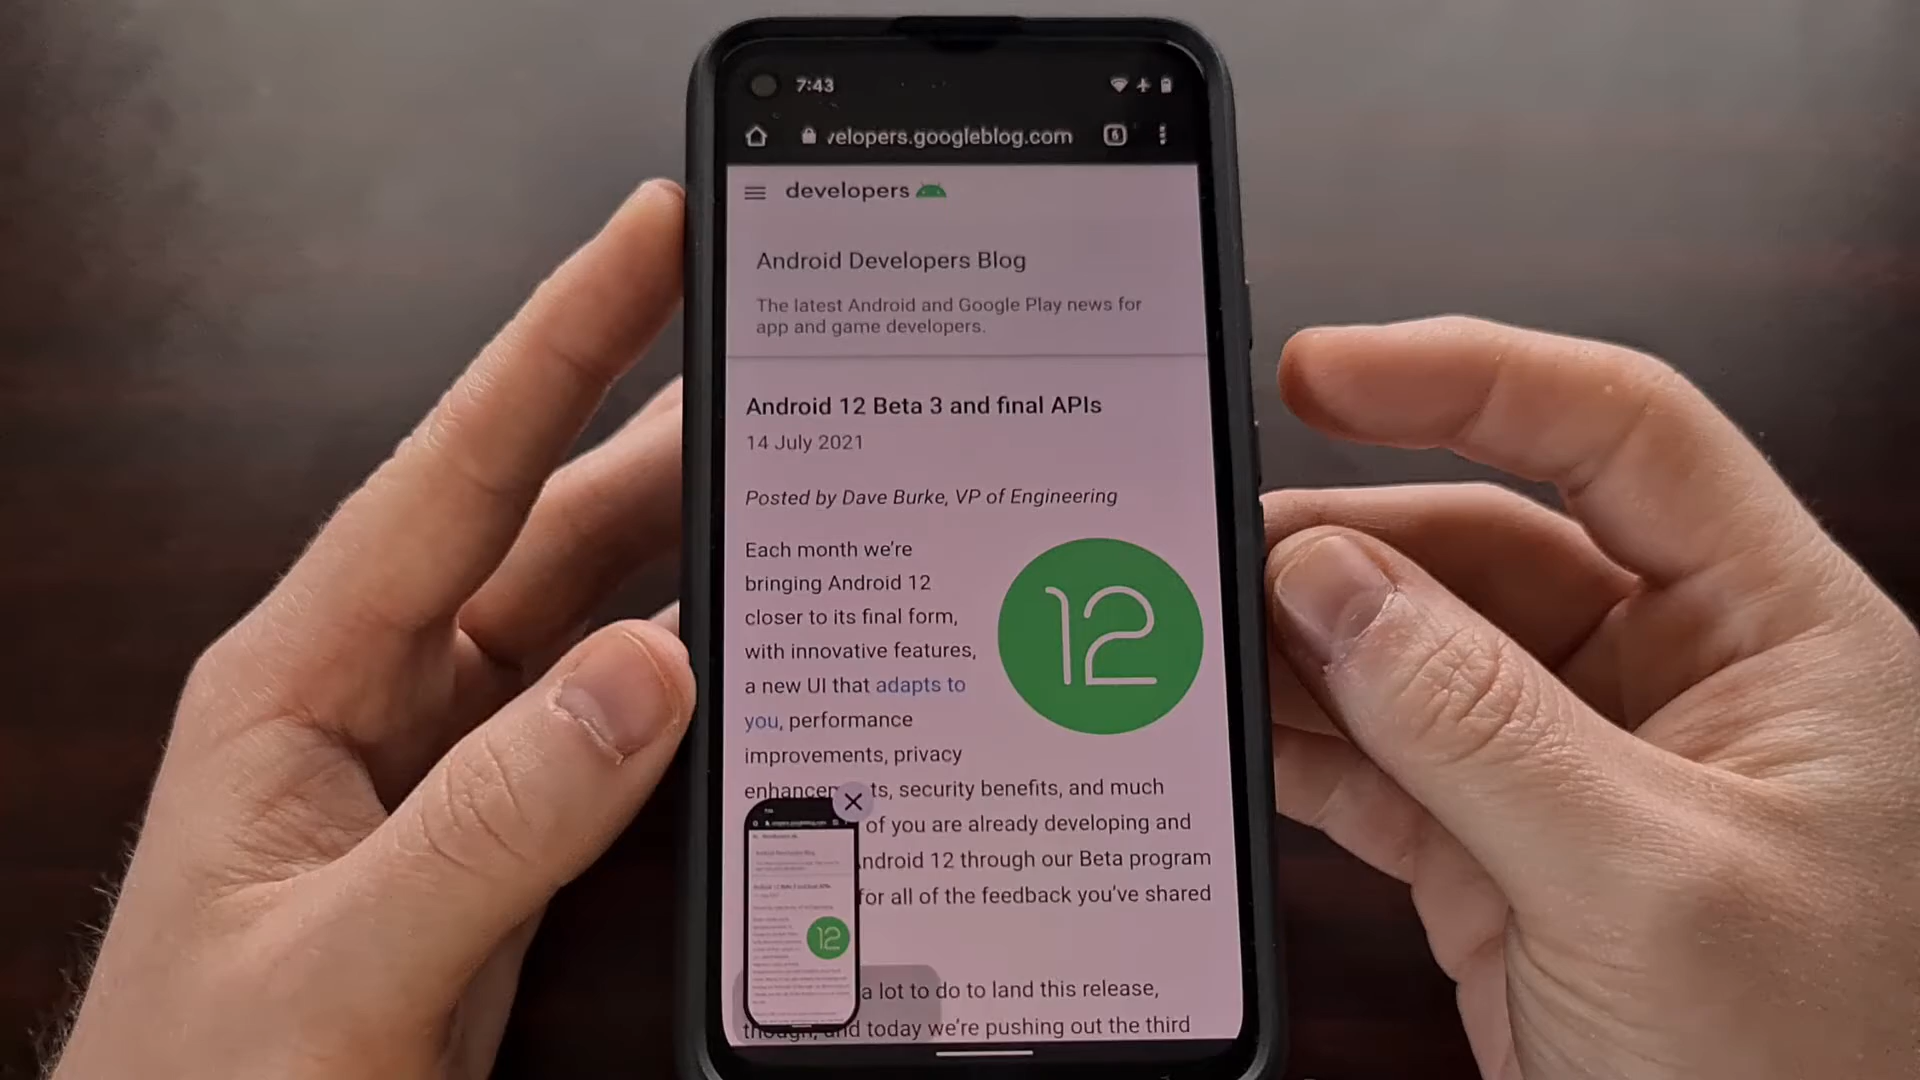 7:43
velopers.googleblog.com 6
developers
Android Developers Blog
The latest Android and Google Play news for
app and game developers.
Android 12 Beta 3 and final APIs
14 July 2021
Posted by Dave Burke, VP of Engineering
Each month we're
bringing Android 12
closer to its final form,
with innovative features,
a new UI that adapts to
you, performance
improvements, privacy
12
ts, security benefits, and much
of you are already developing and
ndroid 12 through our Beta program
for all of the feedback you've shared
12
a lot to do to land this release,
though, and today we're pushing out the third